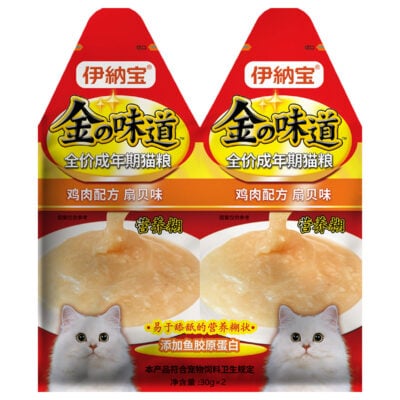 伊納宝
伊納宝
金の味道
金の味道
全价成年期猫粮
全价成年期猫粮
鸡肉配方 扇贝味
鸡肉配方 扇贝味
营养糊
营养糊
易于舔舐的营养糊状
添加鱼胶原蛋白
本产品符合宠物饲料卫生规定
净含量:30g×2